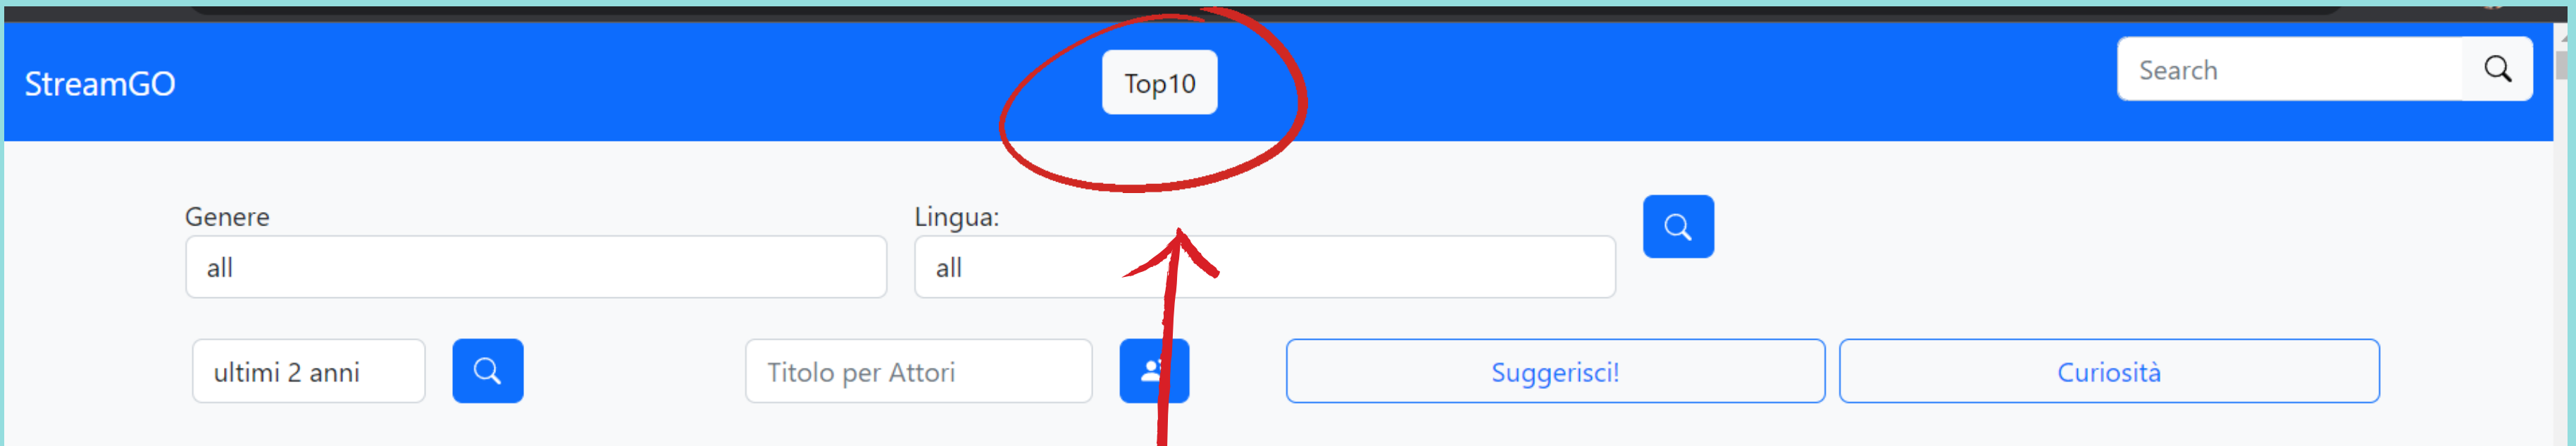 StreamGO
Top10
Search
Genere
Lingua:
all
all
ultimi 2 anni
Titolo per Attori
Suggerisci!
Curiosità